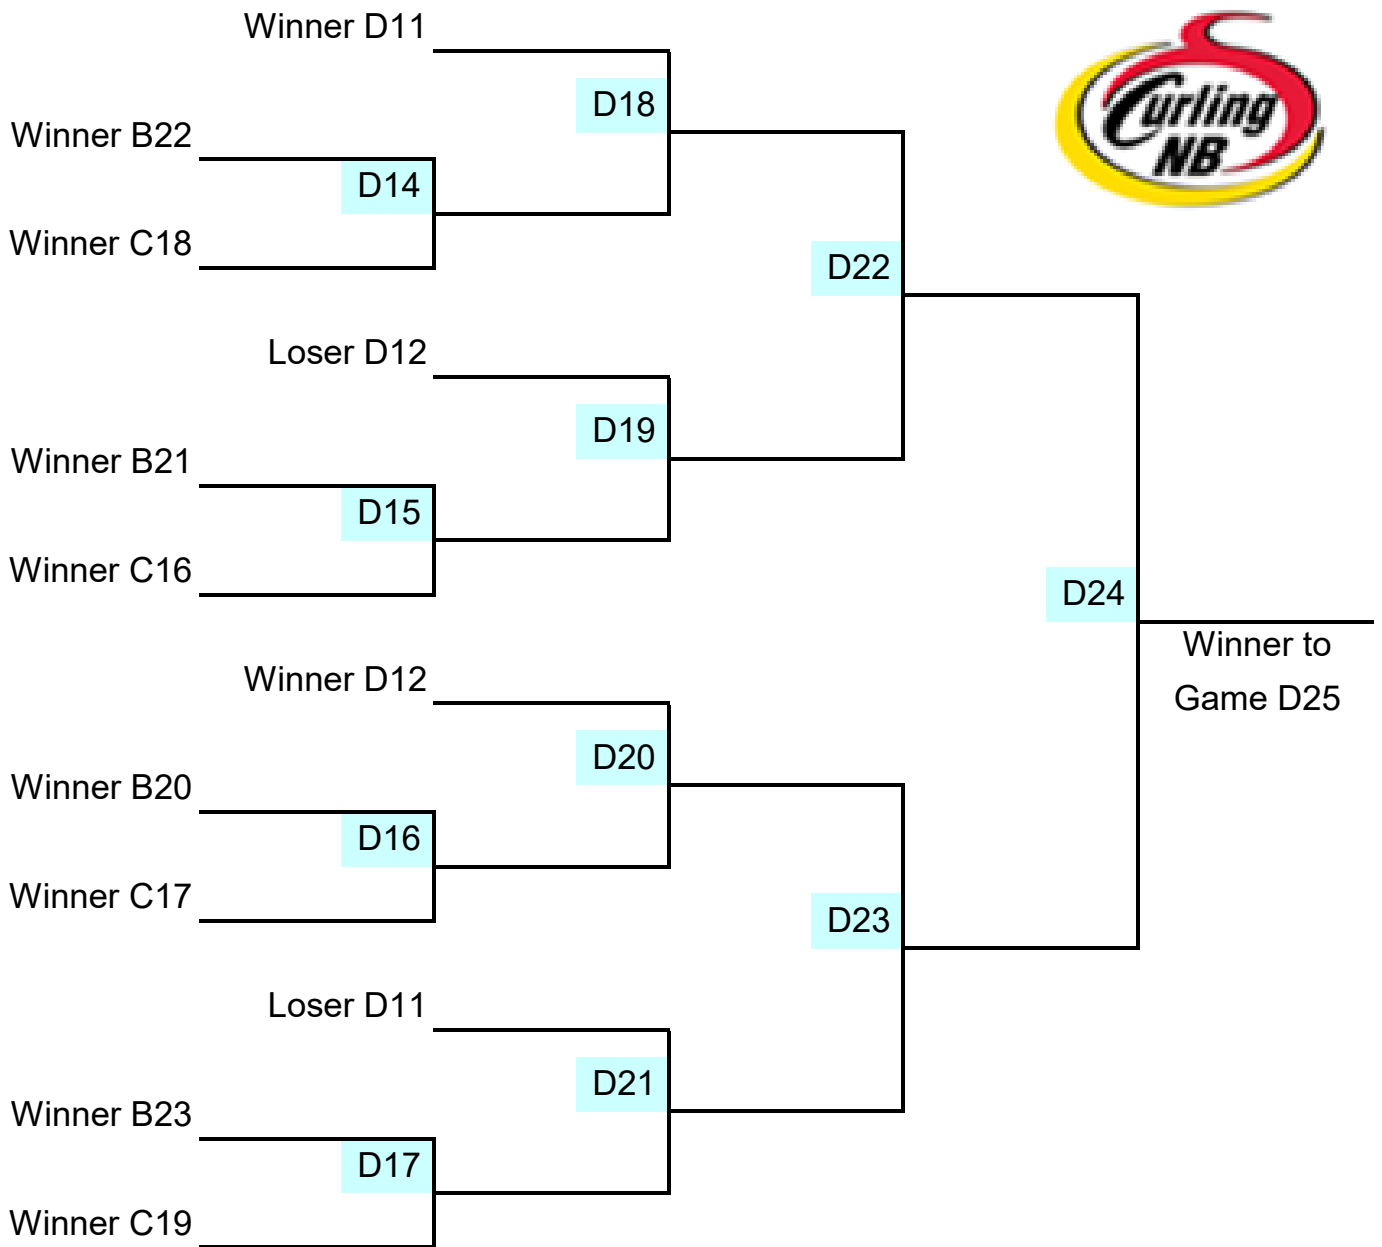 Winner D11
Curling
NB
D18
Winner B22
D14
Winner C18
D22
Loser D12
D19
Winner B21
D15
Winner C16
D24
Winner to
Game D25
Winner D12
D20
Winner B20
D16
Winner C17
D23
Loser D11
D21
Winner B23
D17
Winner C19